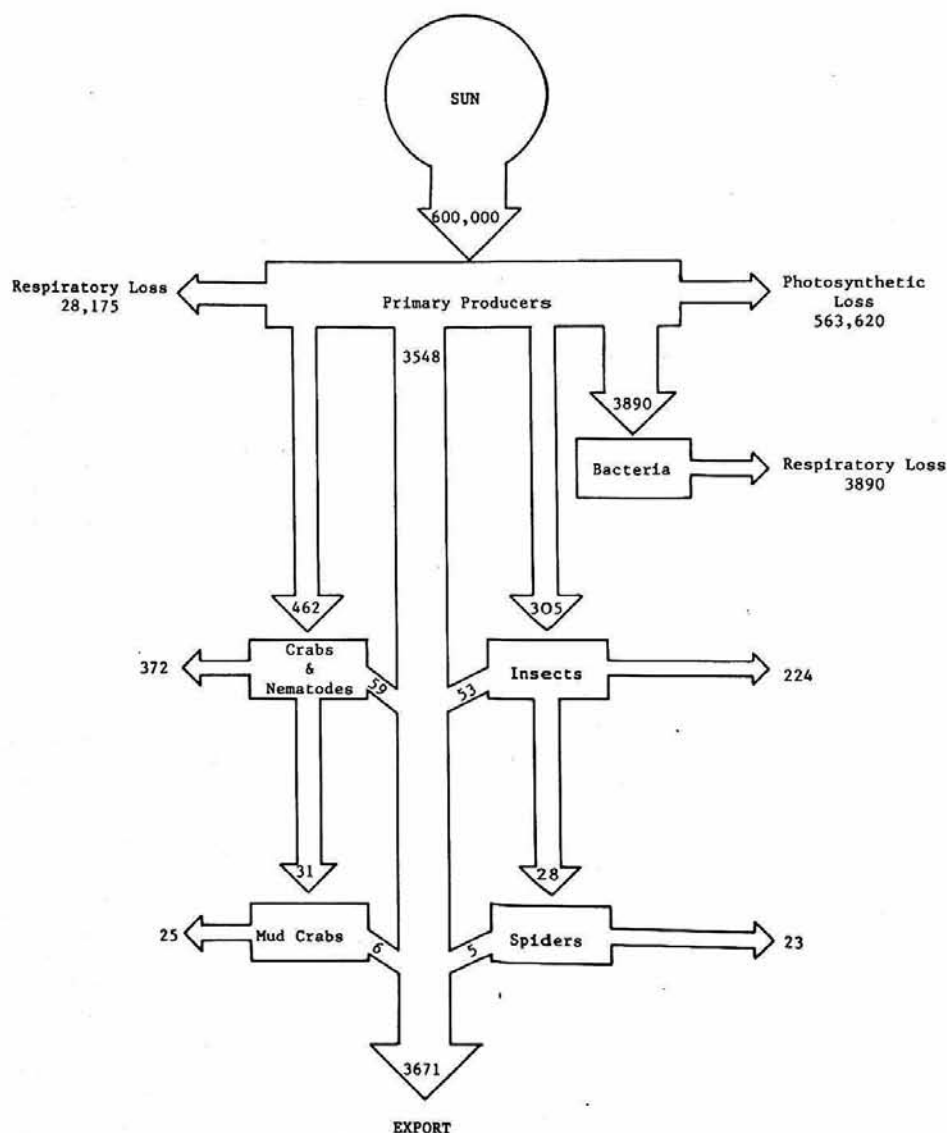 SUN
600,000
Respiratory Loss
28,175
Primary Producers
Photosynthetic
Loss
563,620
3548
3890
Bacteria
Respiratory Loss
3890
462
305
372
Crabs
&
Nematodes
59
53
Insects
224
31
28
25
Mud Crabs
6
5
Spiders
23
3671
EXPORT